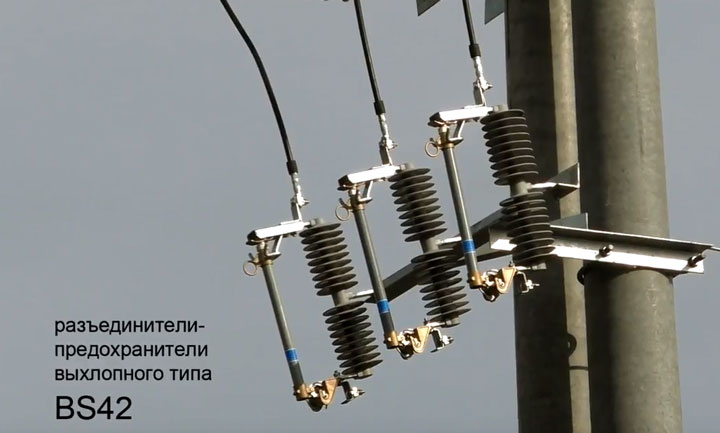 разъединители-
предохранители
выхлопного типа
BS42